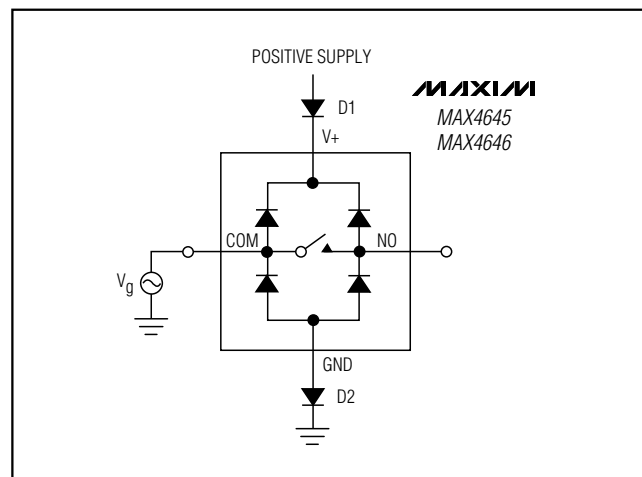 POSITIVE SUPPLY
MAXIM
D1
MAX4645
V+
MAX4646
COM
NO
Vg
GND
D2